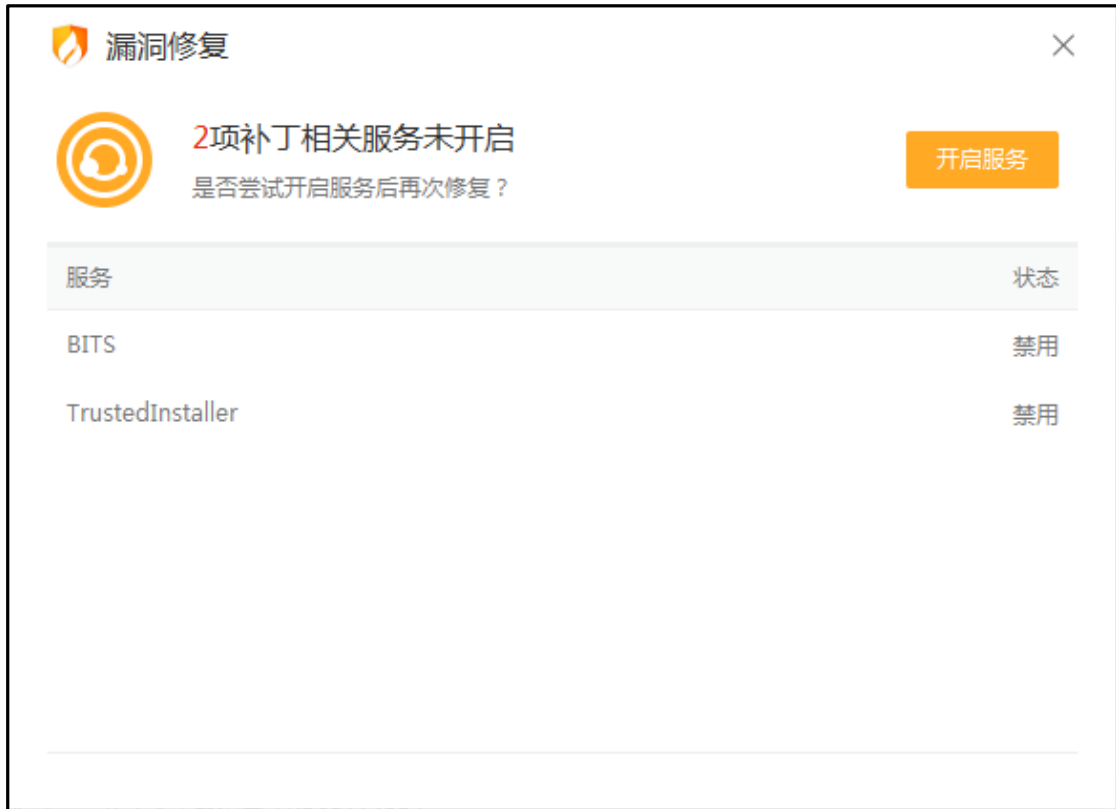 漏洞修复
2项补丁相关服务未开启
是否尝试开启服务后再次修复？
开启服务
服务 状态
BITS 禁用
TrustedInstaller 禁用